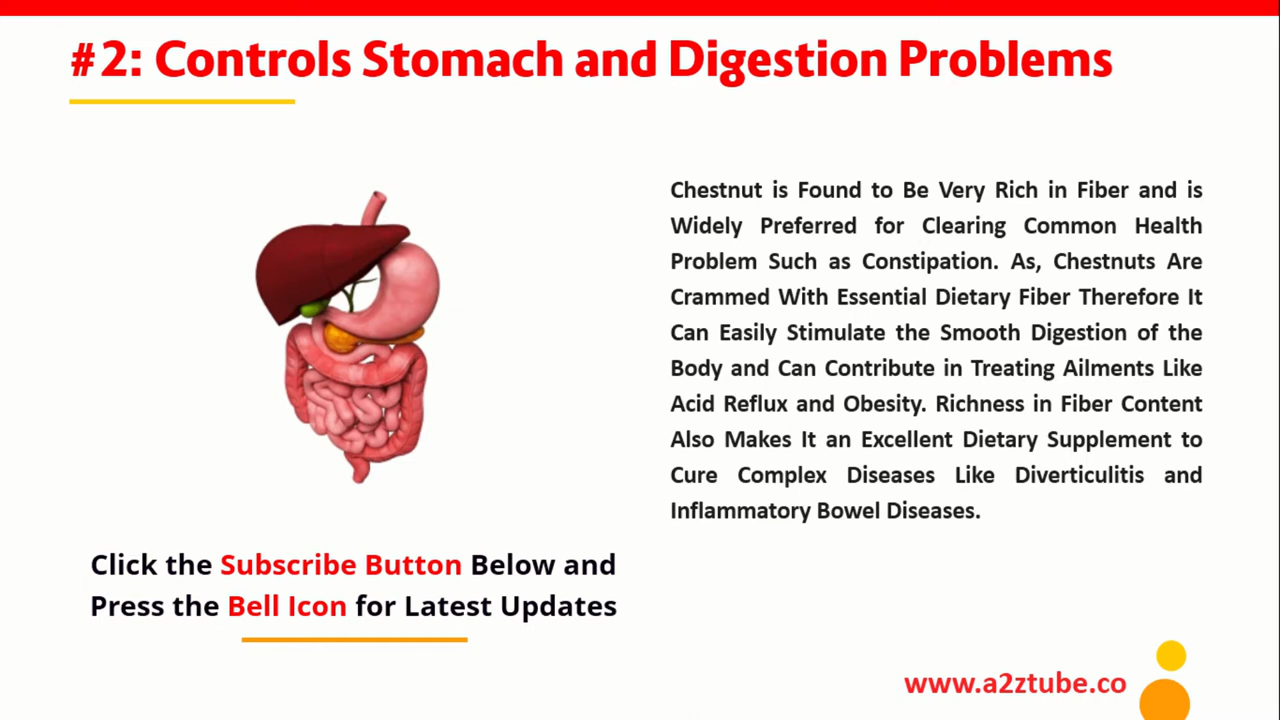 #2: Controls Stomach and Digestion Problems
Chestnut is Found to Be Very Rich in Fiber and is
Widely Preferred for Clearing Common Health
Problem Such as Constipation. As, Chestnuts Are
Crammed With Essential Dietary Fiber Therefore It
Can Easily Stimulate the Smooth Digestion of the
Body and Can Contribute in Treating Ailments Like
Acid Reflux and Obesity. Richness in Fiber Content
Also Makes It an Excellent Dietary Supplement to
Cure Complex Diseases Like Diverticulitis and
Inflammatory Bowel Diseases.
Click the Subscribe Button Below and
Press the Bell Icon for Latest Updates
www.a2ztube.co